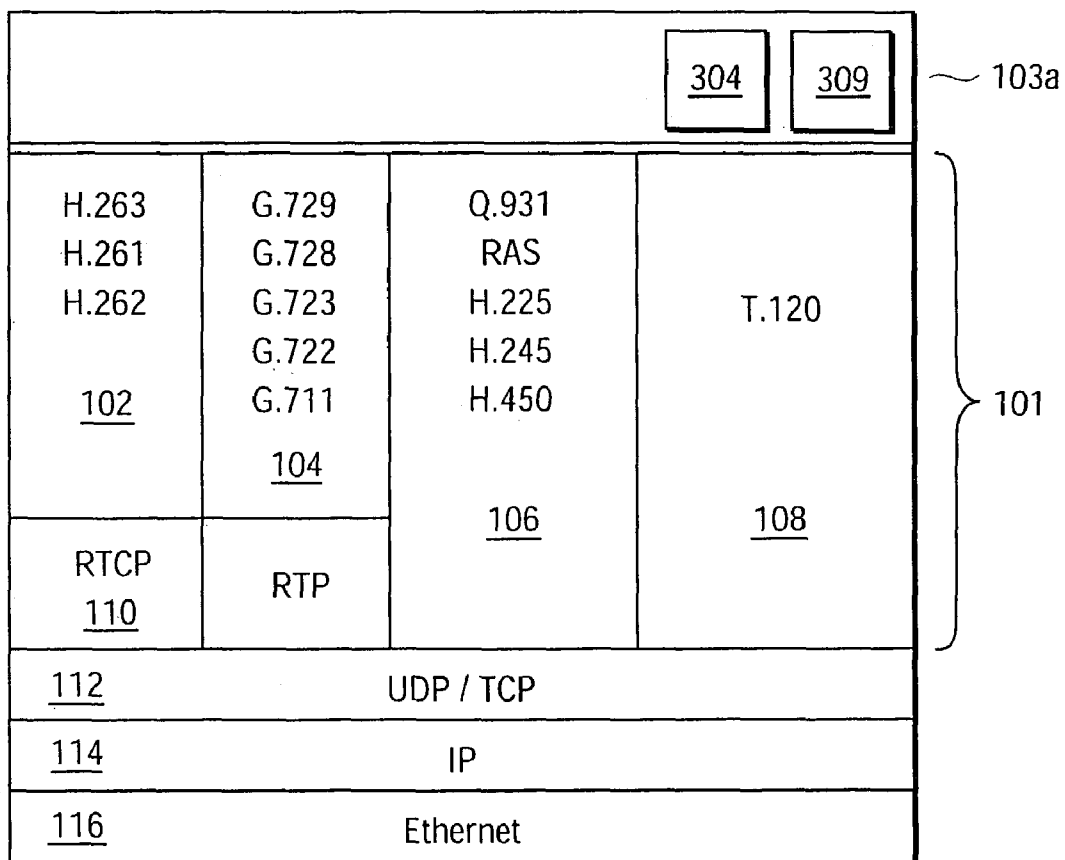 304 309 103a
H.263
H.261
H.262
102
G.729
G.728
G.723
G.722
G.711
104
Q.931
RAS
H.225
H.245
H.450
106
T.120
108
101
RTCP
110
RTP
112 UDP / TCP
114 IP
116 Ethernet